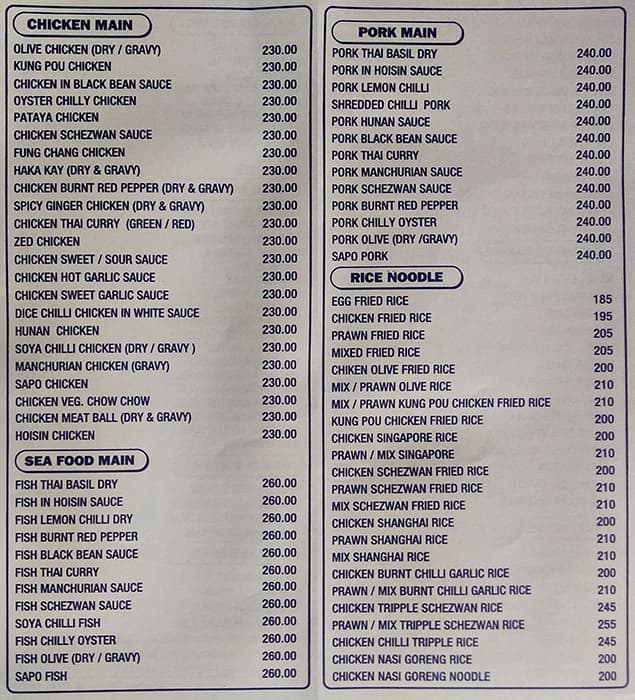 CHICKEN MAIN
OLIVE CHICKEN (DRY / GRAVY) 230.00
KUNG POU CHICKEN 230.00
CHICKEN IN BLACK BEAN SAUCE 230.00
OYSTER CHILLY CHICKEN 230.00
PATAYA CHICKEN 230.00
CHICKEN SCHEZWAN SAUCE 230.00
FUNG CHANG CHICKEN 230.00
HAKA KAY (DRY & GRAVY) 230.00
CHICKEN BURNT RED PEPPER (DRY & GRAVY) 230.00
SPICY GINGER CHICKEN (DRY & GRAVY) 230.00
CHICKEN THAI CURRY (GREEN / RED) 230.00
ZED CHICKEN 230.00
CHICKEN SWEET / SOUR SAUCE 230.00
CHICKEN HOT GARLIC SAUCE 230.00
CHICKEN SWEET GARLIC SAUCE 230.00
DICE CHILLI CHICKEN IN WHITE SAUCE 230.00
HUNAN CHICKEN 230.00
SOYA CHILLI CHICKEN (DRY / GRAVY ) 230.00
MANCHURIAN CHICKEN (GRAVY) 230.00
SAPO CHICKEN 230.00
CHICKEN VEG. CHOW CHOW 230.00
CHICKEN MEAT BALL (DRY & GRAVY) 230.00
HOISIN CHICKEN 230.00
SEA FOOD MAIN
FISH THAI BASIL DRY 260.00
FISH IN HOISIN SAUCE 260.00
FISH LEMON CHILLI DRY 260.00
FISH BURNT RED PEPPER 260.00
FISH BLACK BEAN SAUCE 260.00
FISH THAI CURRY 260.00
FISH MANCHURIAN SAUCE 260.00
FISH SCHEZWAN SAUCE 260.00
SOYA CHILLI FISH 260.00
FISH CHILLY OYSTER 260.00
FISH OLIVE (DRY / GRAVY) 260.00
SAPO FISH 260.00
PORK MAIN
PORK THAI BASIL DRY 240.00
PORK IN HOISIN SAUCE 240.00
PORK LEMON CHILLI 240.00
SHREDDED CHILLI PORK 240.00
PORK HUNAN SAUCE 240.00
PORK BLACK BEAN SAUCE 240.00
PORK THAI CURRY 240.00
PORK MANCHURIAN SAUCE 240.00
PORK SCHEZWAN SAUCE 240.00
PORK BURNT RED PEPPER 240.00
PORK CHILLY OYSTER 240.00
PORK OLIVE (DRY /GRAVY) 240.00
SAPO PORK 240.00
RICE NOODLE
EGG FRIED RICE 185
CHICKEN FRIED RICE 195
PRAWN FRIED RICE 205
MIXED FRIED RICE 205
CHIKEN OLIVE FRIED RICE 200
MIX / PRAWN OLIVE RICE 210
MIX / PRAWN KUNG POU CHICKEN FRIED RICE 210
KUNG POU CHICKEN FRIED RICE 200
CHICKEN SINGAPORE RICE 200
PRAWN / MIX SINGAPORE 210
CHICKEN SCHEZWAN FRIED RICE 200
PRAWN SCHEZWAN FRIED RICE 210
MIX SCHEZWAN FRIED RICE 210
CHICKEN SHANGHAI RICE 200
PRAWN SHANGHAI RICE 210
MIX SHANGHAI RICE 210
CHICKEN BURNT CHILLI GARLIC RICE 200
PRAWN / MIX BURNT CHILLI GARLIC RICE 210
CHICKEN TRIPPLE SCHEZWAN RICE 245
PRAWN / MIX TRIPPLE SCHEZWAN RICE 255
CHICKEN CHILLI TRIPPLE RICE 245
CHICKEN NASI GORENG RICE 200
CHICKEN NASI GORENG NOODLE 200